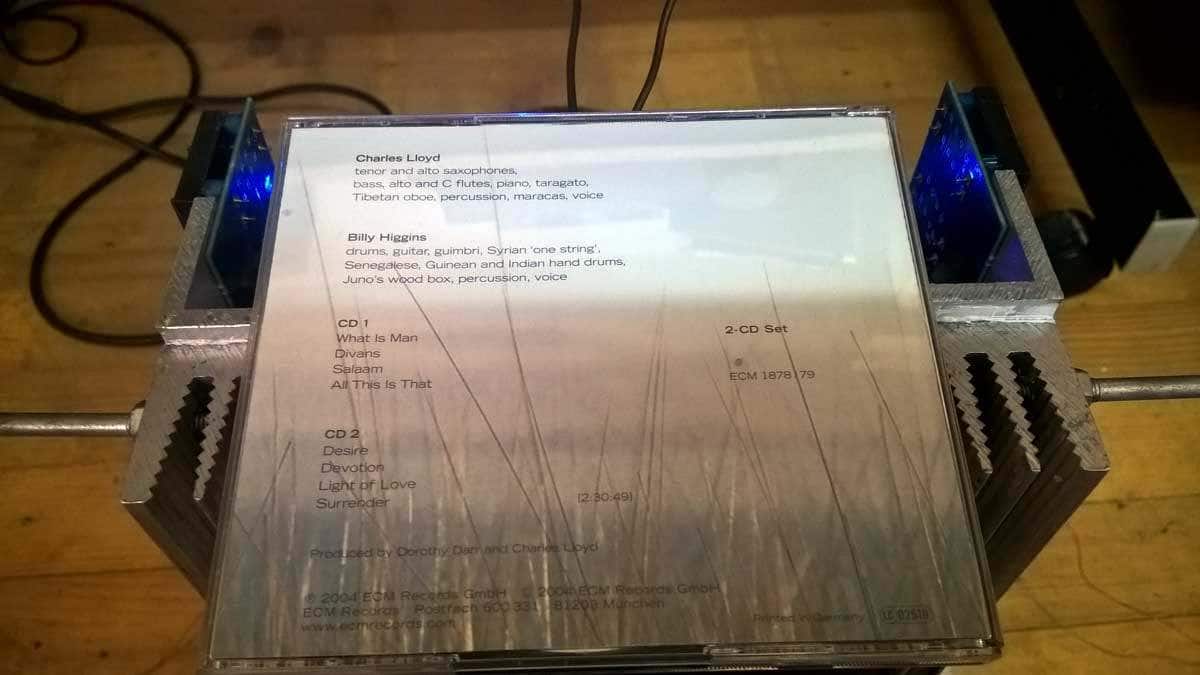 Charles Lloyd
tenor and alto saxophones,
bass, alto and C flutes, piano, taragato,
Tibetan oboe, percussion, maracas, voice
Billy Higgins
drums, guitar, guimbri, Syrian 'one string',
Senegalese, Guinean and Indian hand drums,
Juno's wood box, percussion, voice
CD 1
What Is Man
Divans
Salaam
All This Is That
2-CD Set
ECM 1878/79
CD 2
Desire
Devotion
Light of Love
Surrender
[2:30:49]
Produced by Dorothy Darr and Charles Lloyd
℗ 2004 ECM Records GmbH © 2004 ECM Records GmbH
ECM Records Postfach 600 331 81203 München
www.ecmrecords.com
Printed in Germany
LC 02516